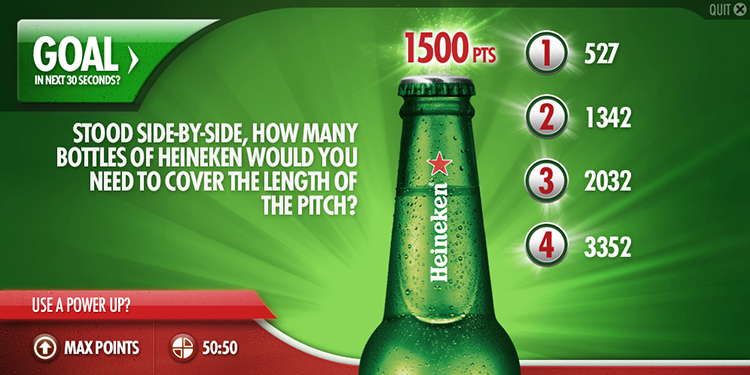 QUIT
GOAL
IN NEXT 30 SECONDS?
STOOD SIDE-BY-SIDE, HOW MANY
BOTTLES OF HEINEKEN WOULD YOU
NEED TO COVER THE LENGTH OF
THE PITCH?
1500 PTS
Heineken
1 527
2 1342
3 2032
4 3352
USE A POWER UP?
MAX POINTS
50:50